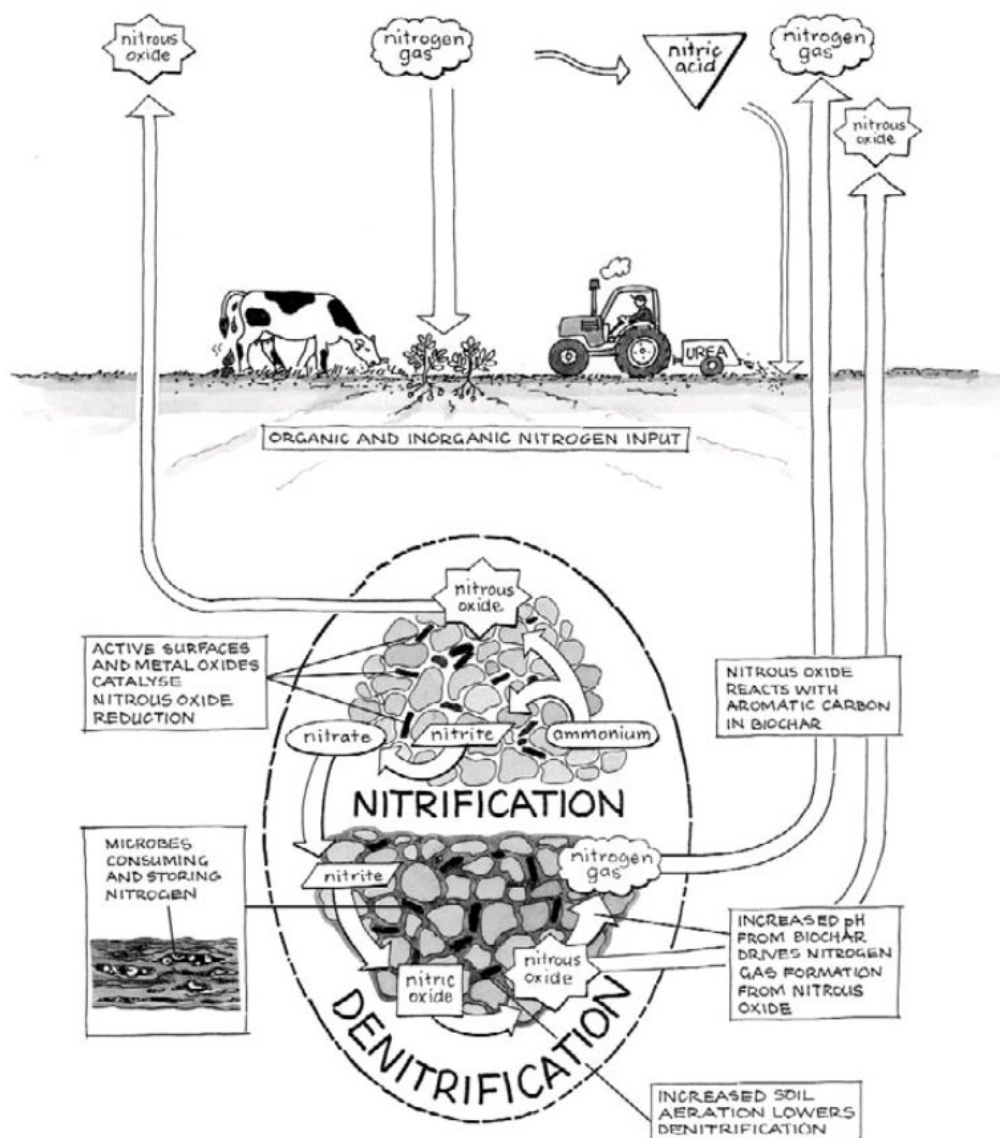 nitrous
oxide
nitrogen
gas
nitric
acid
nitrogen
gas
nitrous
oxide
UREA
ORGANIC AND INORGANIC NITROGEN INPUT
nitrous
oxide
ACTIVE SURFACES
AND METAL OXIDES
CATALYSE
NITROUS OXIDE
REDUCTION
NITROUS OXIDE
REACTS WITH
AROMATIC CARBON
IN BIOCHAR
nitrate
nitrite
ammonium
NITRIFICATION
MICROBES
CONSUMING
AND STORING
NITROGEN
nitrite
nitrogen
gas
nitric
oxide
nitrous
oxide
INCREASED pH
FROM BIOCHAR
DRIVES NITROGEN
GAS FORMATION
FROM NITROUS
OXIDE
DENITRIFICATION
INCREASED SOIL
AERATION LOWERS
DENITRIFICATION